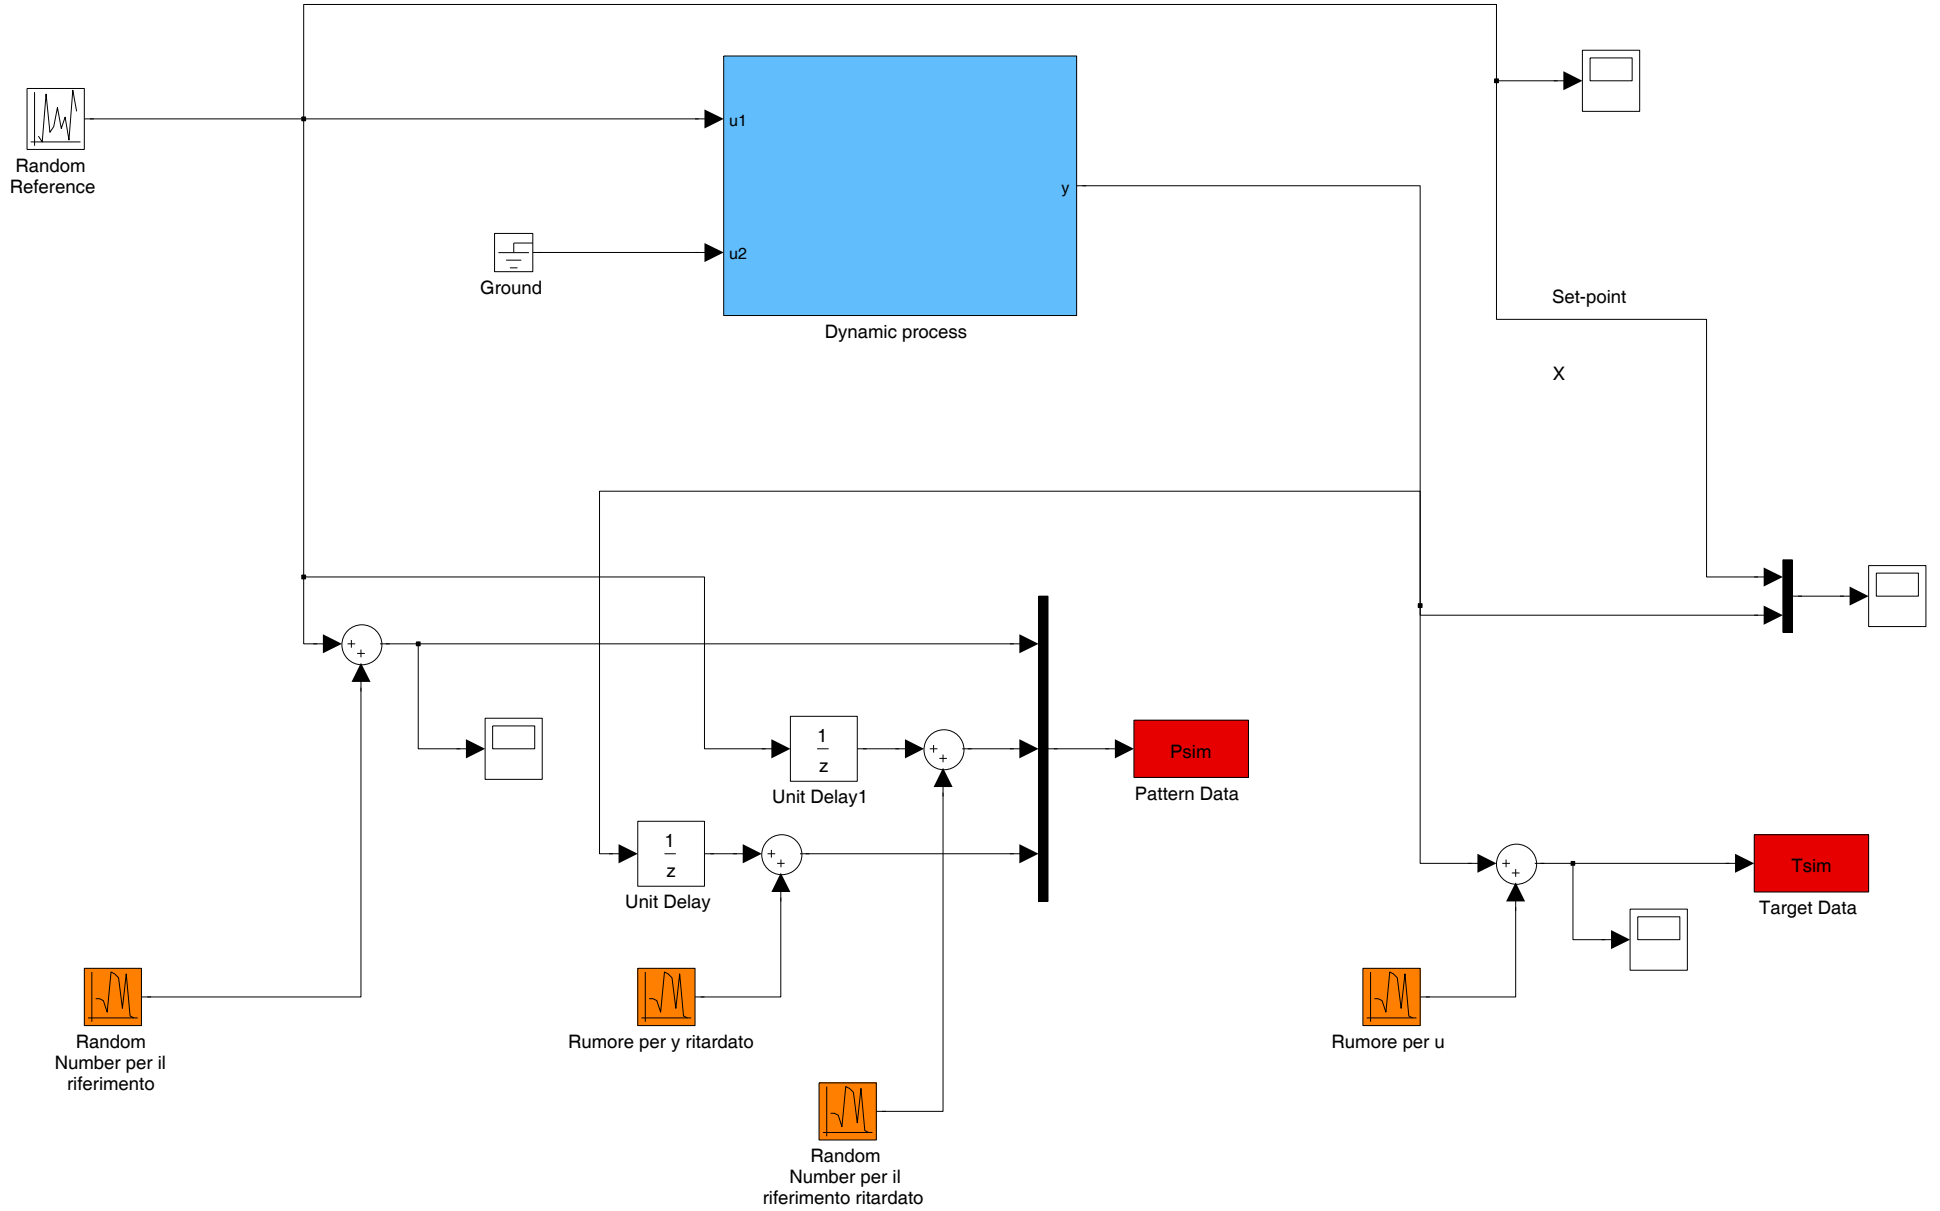 Random
Reference
u1
y
u2
Ground
Dynamic process
Set-point
X
+
+
1
z
Unit Delay1
+
+
Psim
Pattern Data
1
z
Unit Delay
+
+
+
+
Tsim
Target Data
Random
Number per il
riferimento
Rumore per y ritardato
Rumore per u
Random
Number per il
riferimento ritardato